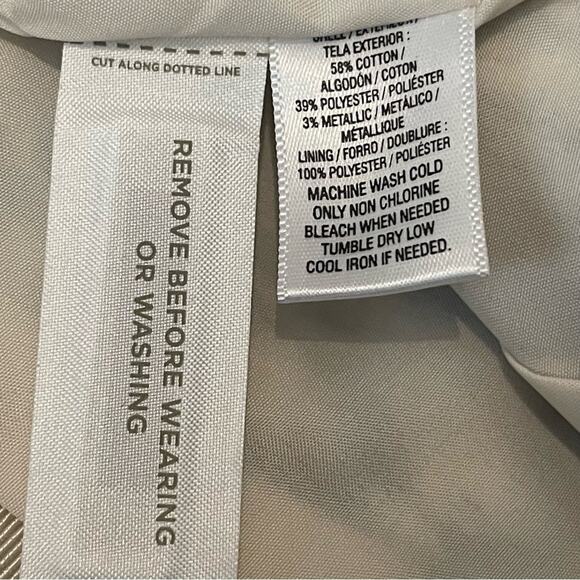 CUT ALONG DOTTED LINE
REMOVE BEFORE WEARING
OR WASHING
SHELL / EXTERIEUR /
TELA EXTERIOR :
58% COTTON /
ALGODÓN / COTON
39% POLYESTER / POLIÉSTER
3% METALLIC / METÁLICO /
MÉTALLIQUE
LINING / FORRO / DOUBLURE :
100% POLYESTER / POLIÉSTER
MACHINE WASH COLD
ONLY NON CHLORINE
BLEACH WHEN NEEDED
TUMBLE DRY LOW
COOL IRON IF NEEDED.